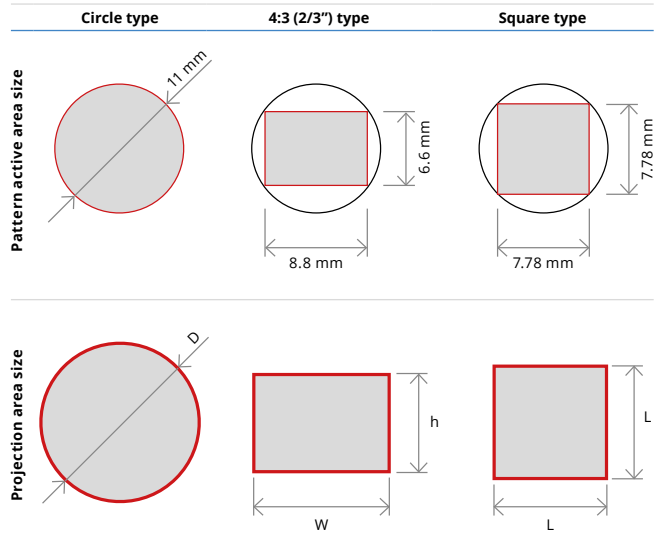 Circle type
4:3 (2/3”) type
Square type
Pattern active area size
11 mm
6.6 mm
8.8 mm
7.78 mm
7.78 mm
Projection area size
D
h
W
L
L